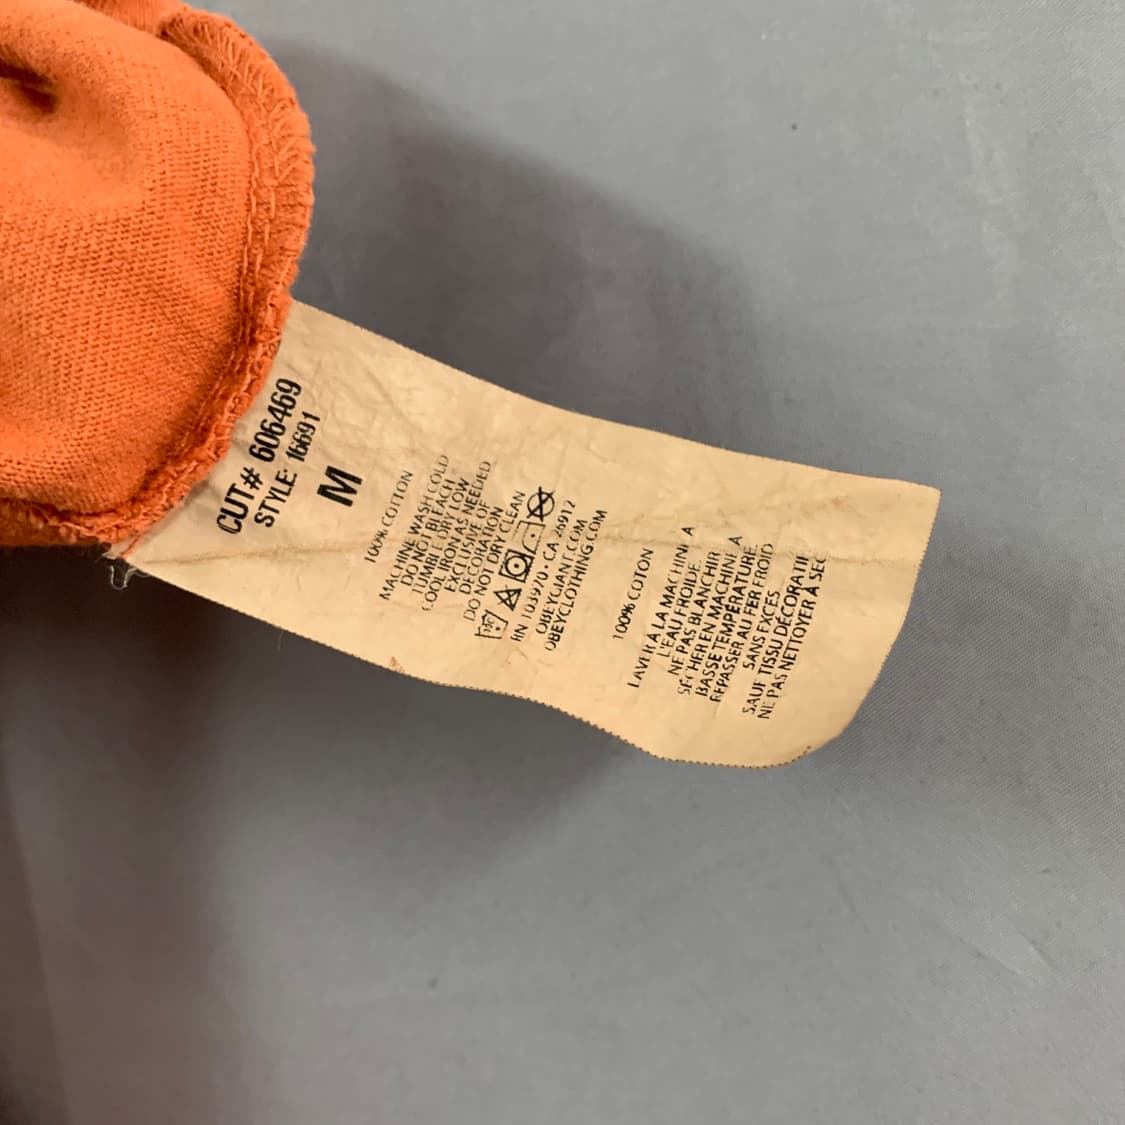 CUT# 606469
STYLE: 16691
M
100% COTTON
MACHINE WASH COLD
DO NOT BLEACH
TUMBLE DRY LOW
COOL IRON AS NEEDED
EXCLUSIVE OF
DECORATION
DO NOT DRY CLEAN
RN 103970 • CA 26912
OBEYGIANT.COM
OBEYCLOTHING.COM
100% COTON
LAVER À LA MACHINE A
L'EAU FROIDE
NE PAS BLANCHIR
SÉCHER EN MACHINE A
BASSE TEMPÉRATURE
REPASSER AU FER FROID
SANS EXCES
SAUF TISSU DÉCORATIF
NE PAS NETTOYER À SEC